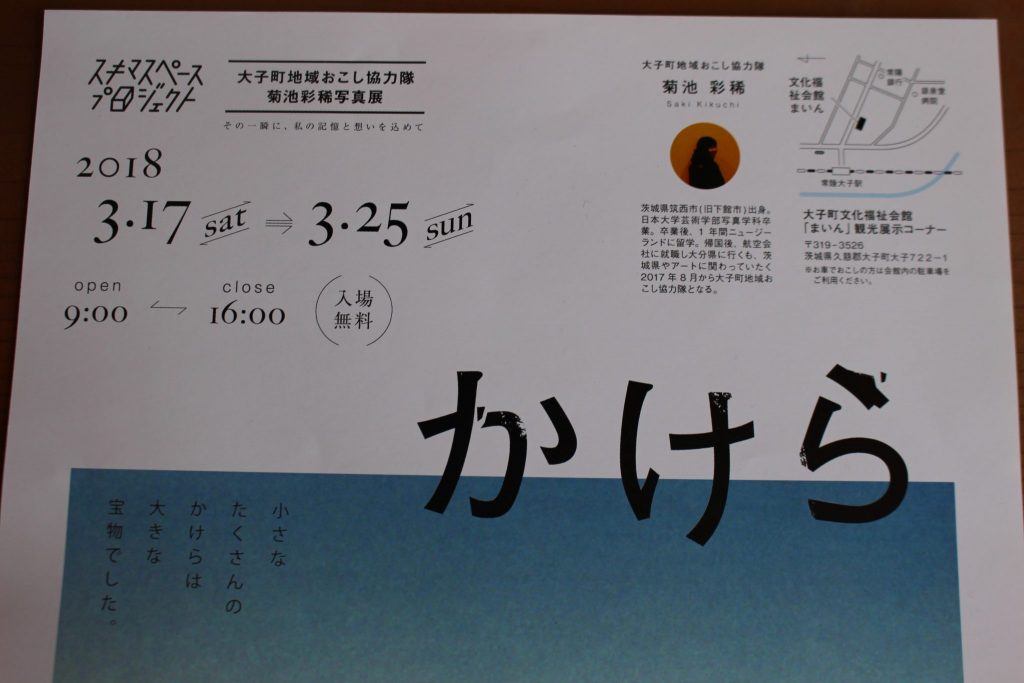 スキマスペース
プロジェクト
大子町地域おこし協力隊
菊池彩稀写真展
その一瞬に、私の記憶と想いを込めて
2018
3.17 sat ⇒ 3.25 sun
open close
9:00 16:00
入場
無料
大子町地域おこし協力隊
菊池 彩稀
Saki Kikuchi
茨城県筑西市(旧下館市)出身。
日本大学芸術学部写真学科卒
業。卒業後、1年間ニュージー
ランドに留学。帰国後、航空会
社に就職し大分県に行くも、茨
城県やアートに関わっていたく
2017年8月から大子町地域お
こし協力隊となる。
文化福
祉会館
まいん
常陽
銀行
慈泉堂
病院
常陸大子駅
大子町文化福祉会館
「まいん」観光展示コーナー
〒319−3526
茨城県久慈郡大子町大子722−1
※お車でおこしの方は会館内の駐車場を
ご利用ください。
かけら
小さな
たくさんの
かけらは
大きな
宝物でした。